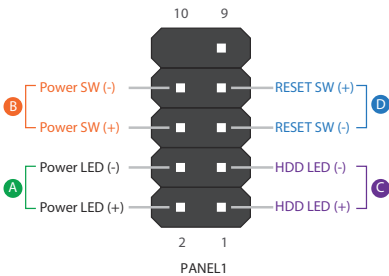 10 9
Power SW (-) RESET SW (+)
B D
Power SW (+) RESET SW (-)
Power LED (-) HDD LED (-)
A C
Power LED (+) HDD LED (+)
2 1
PANEL1